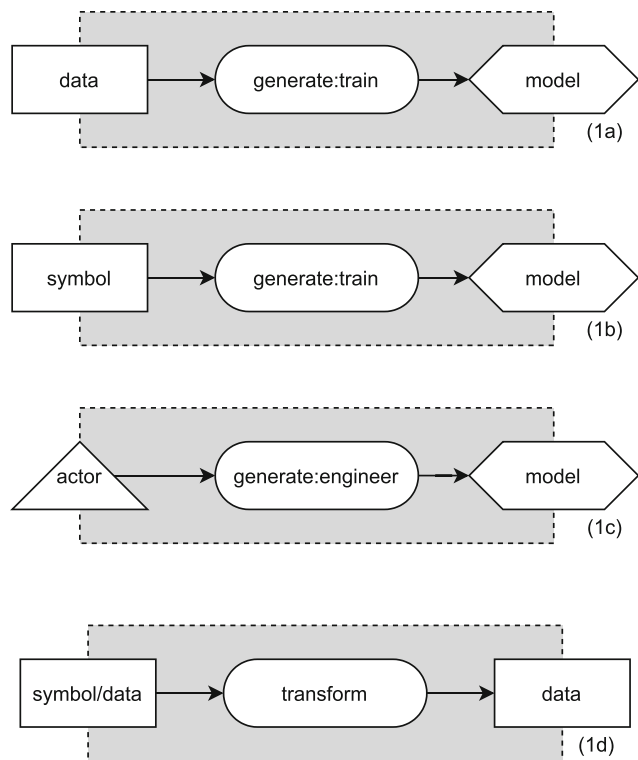 data generate:train model
(1a)
symbol generate:train model
(1b)
actor generate:engineer model
(1c)
symbol/data transform data
(1d)